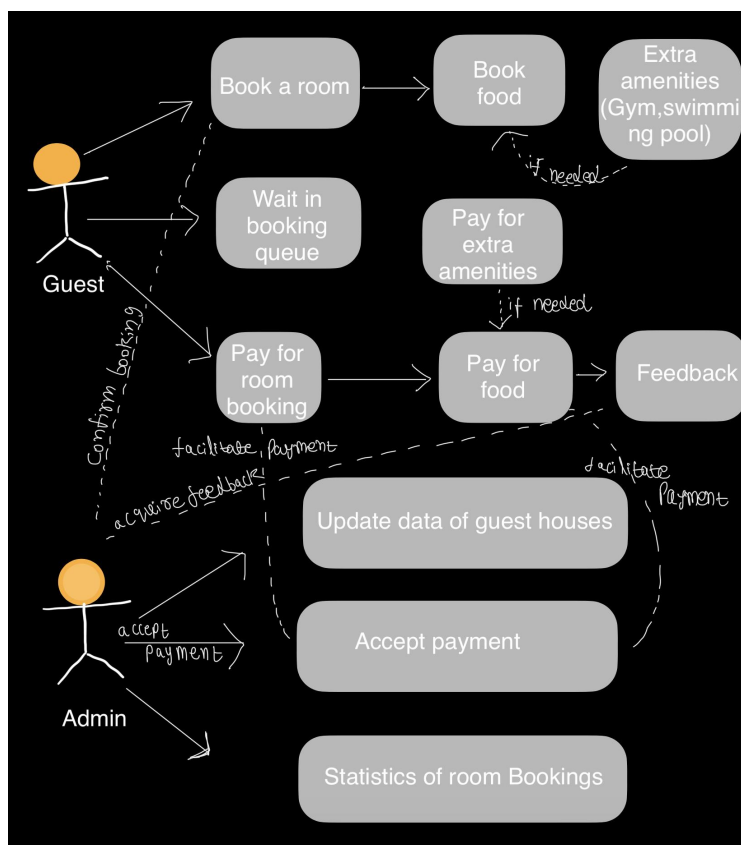 Book a room
Book
food
Extra
amenities
(Gym,swimmi
ng pool)
if needed
Wait in
booking
queue
Pay for
extra
amenities
Guest
if needed
Confirm booking
Pay for
room
booking
Pay for
food
Feedback
facilitate payment
facilitate
Payment
acquire feedback
Update data of guest houses
accept
payment
Accept payment
Admin
Statistics of room Bookings